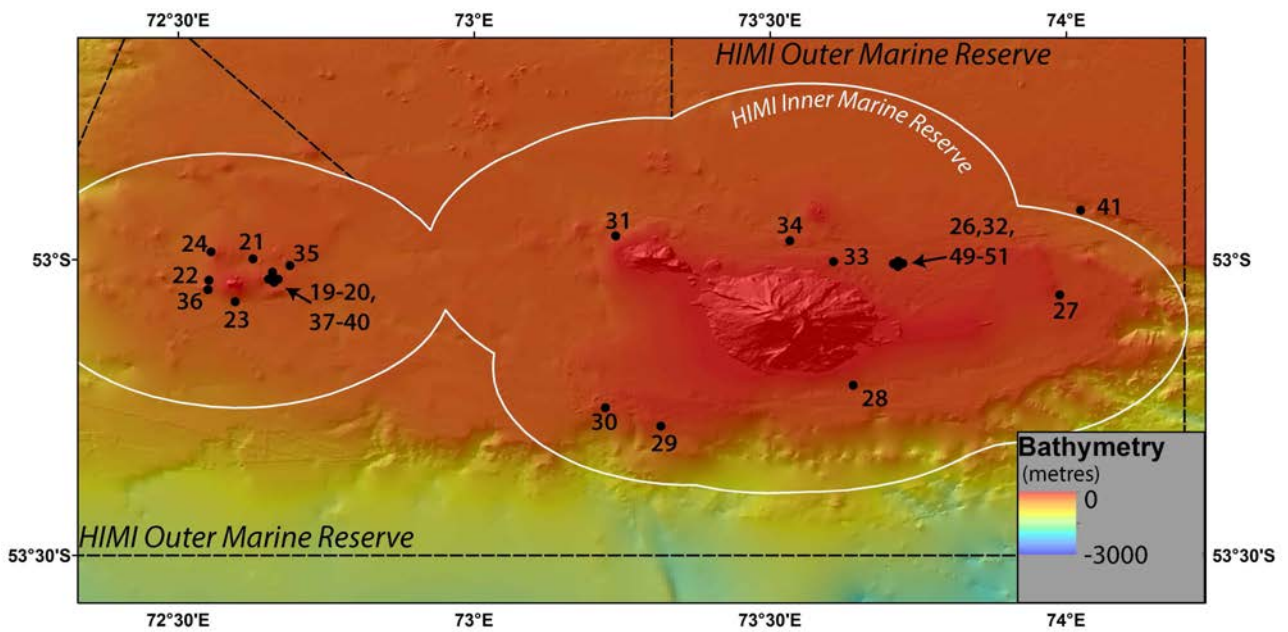 72°30'E
73°E
73°30'E
74°E
HIMI Outer Marine Reserve
HIMI Inner Marine Reserve
41
31
34
26,32,
49-51
24
21
35
33
53°S
53°S
22
36
23
19-20,
37-40
27
28
30
29
Bathymetry
(metres)
0
-3000
HIMI Outer Marine Reserve
53°30'S
53°30'S
72°30'E
73°E
73°30'E
74°E